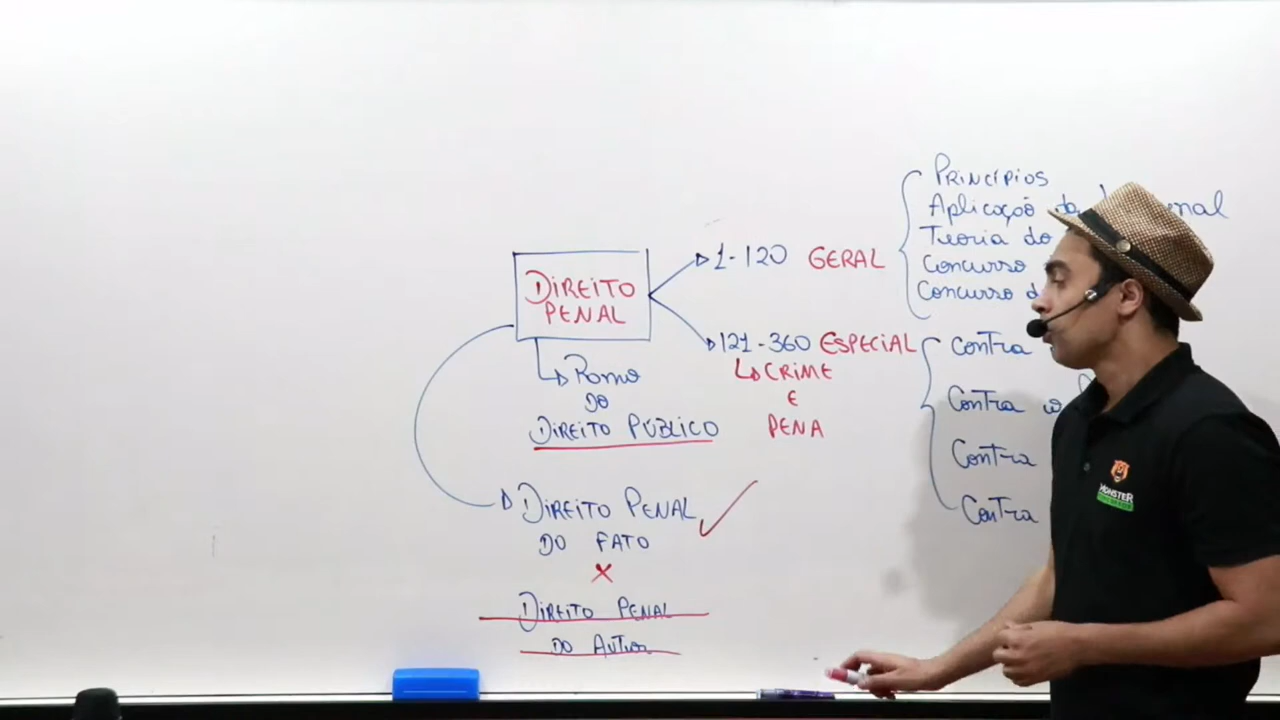 DIREITO
PENAL
1-120 GERAL
PRINCÍPIOS
Aplicação da
Teoria do
Concurso
Concurso
121-360 ESPECIAL
CRIME
E
PENA
Contra
Contra
Contra
Contra
Ramo
DO
DIREITO PÚBLICO
DIREITO PENAL
DO FATO
X
DIREITO PENAL
DO AUTOR
MONSTER